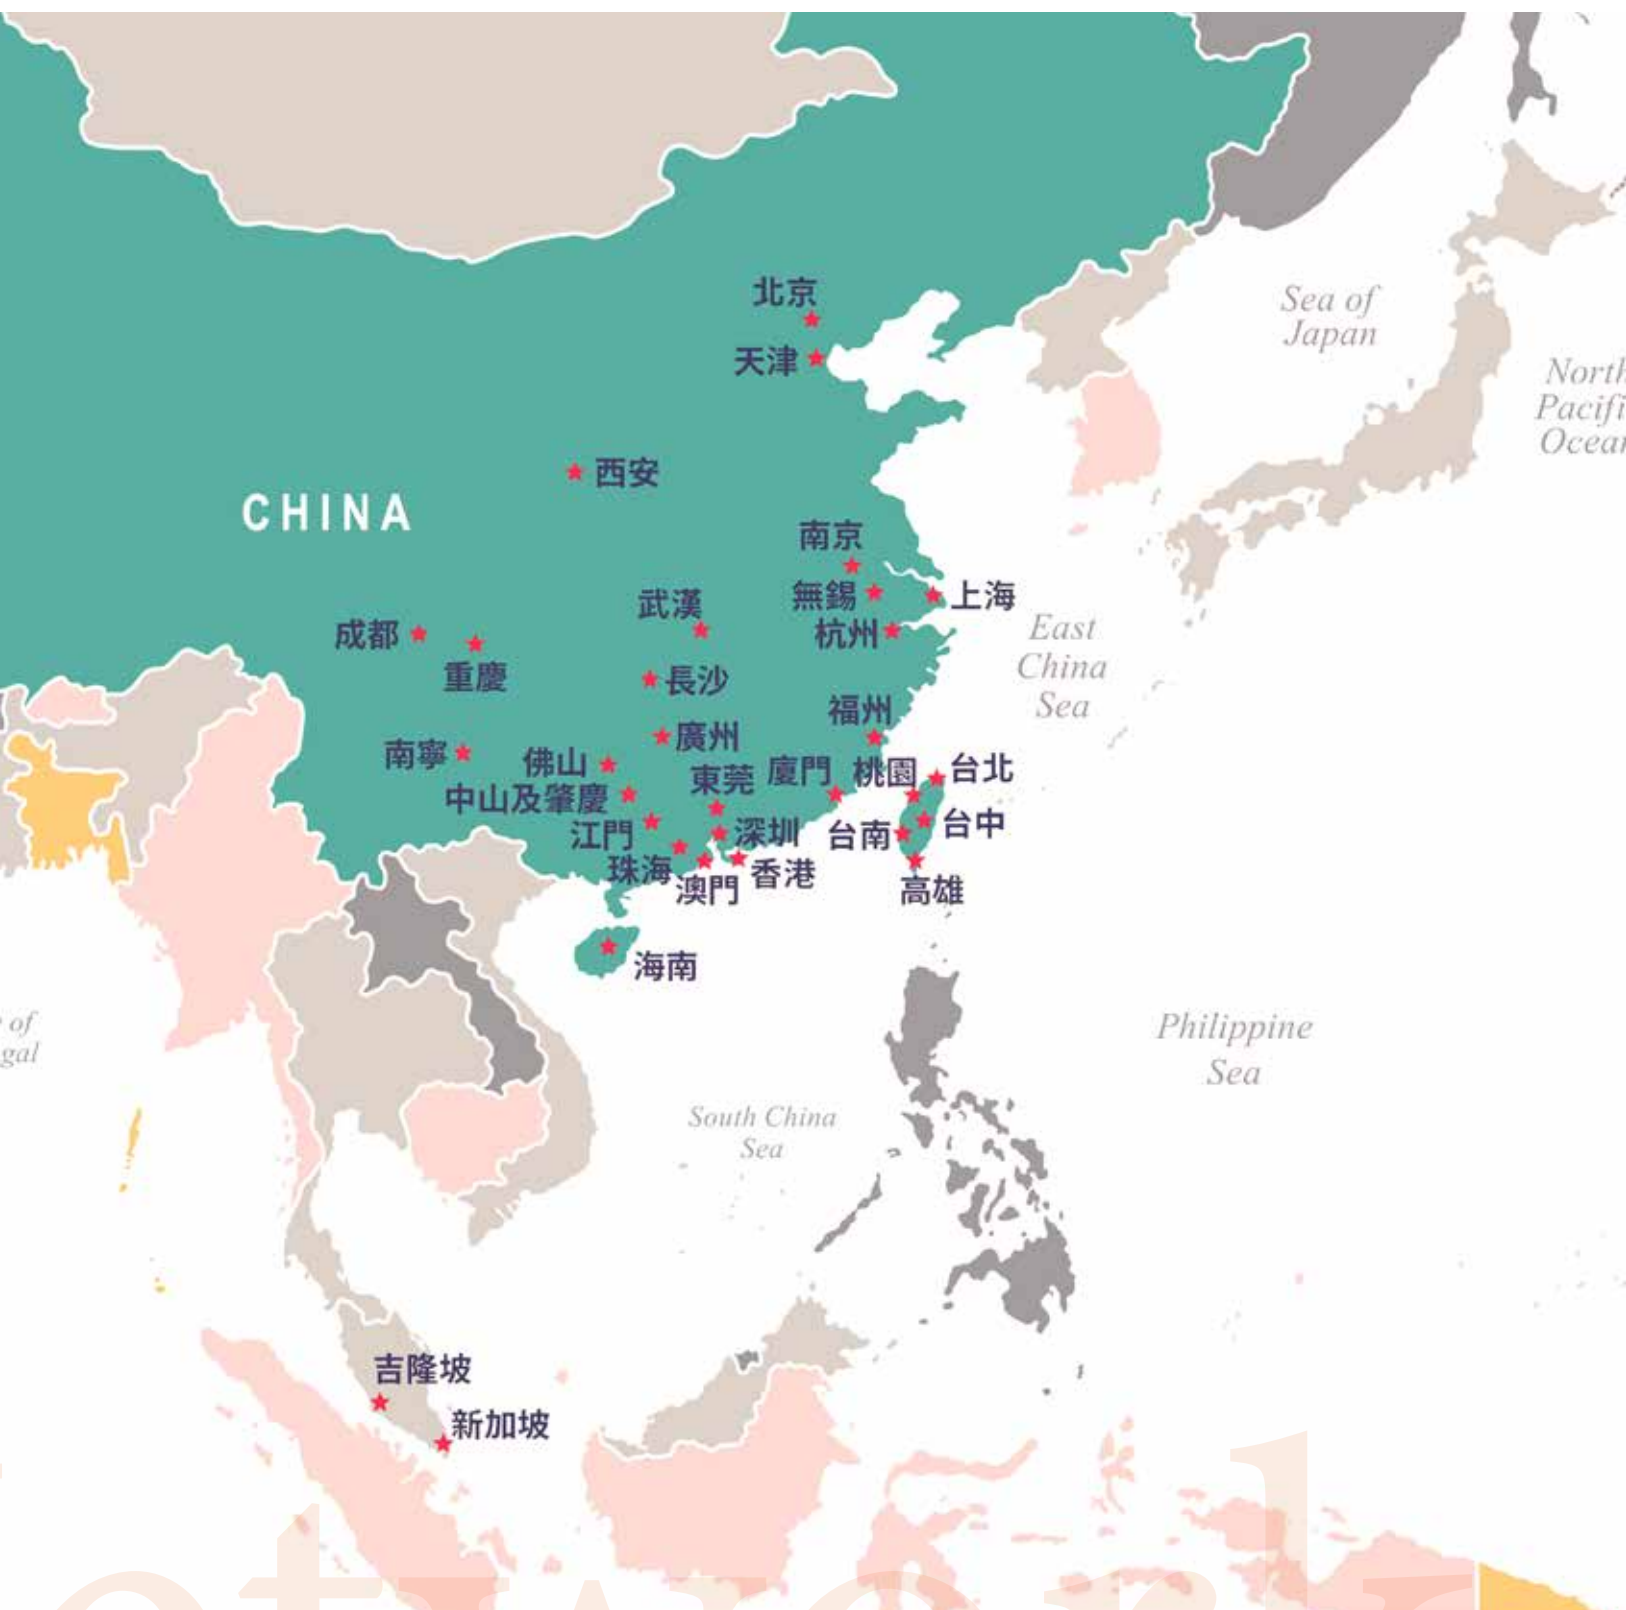 北京
Sea of
Japan
天津
North
Pacifi
Ocean
西安
CHINA
南京
無錫
上海
武漢
成都
杭州
East
China
Sea
重慶
長沙
福州
廣州
南寧
佛山
東莞
廈門
桃園
台北
中山及肇慶
江門
深圳
台南
台中
珠海
澳門
香港
高雄
海南
of
gal
Philippine
Sea
South China
Sea
吉隆坡
新加坡
etwork